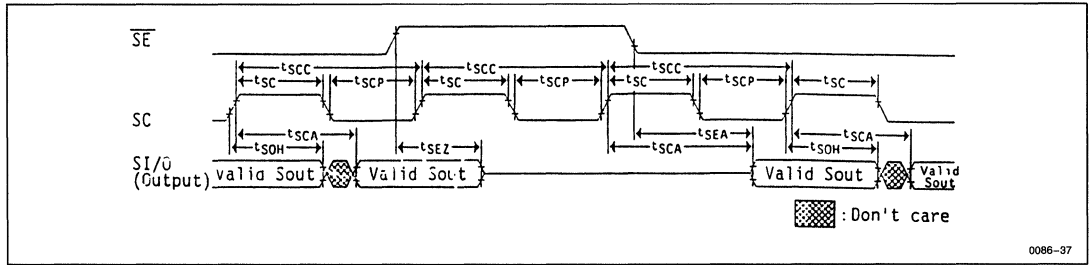 SE
tSCC tSCC tSCC
tSC tSCP tSC tSCP tSC tSCP tSC
SC
tSCA tSEA tSCA
tSOH tSEZ tSCA tSOH
SI/O
(Output)
Valid Sout Valid Sout Valid Sout Valid Sout
:Don't care
0086-37